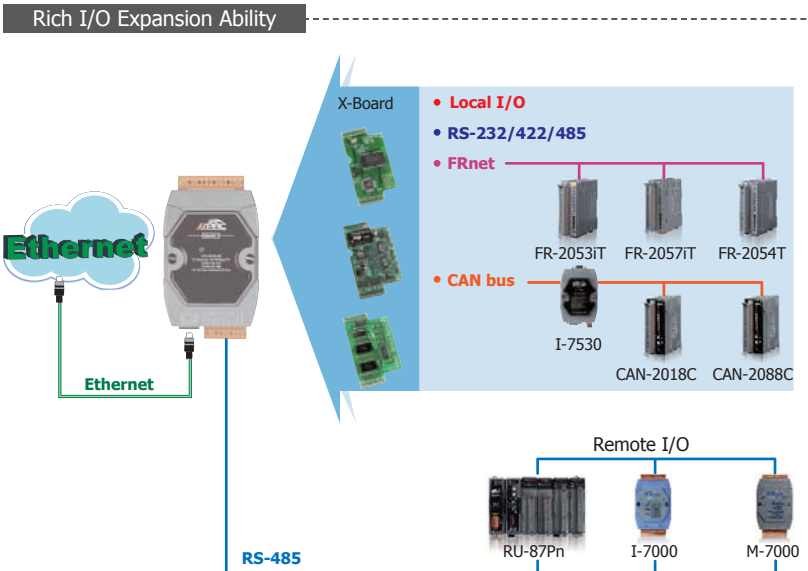 Rich I/O Expansion Ability
X-Board
• Local I/O
• RS-232/422/485
• FRnet
FR-2053iT FR-2057iT FR-2054T
• CAN bus
I-7530
CAN-2018C CAN-2088C
Ethernet
Ethernet
Remote I/O
RU-87Pn I-7000 M-7000
RS-485